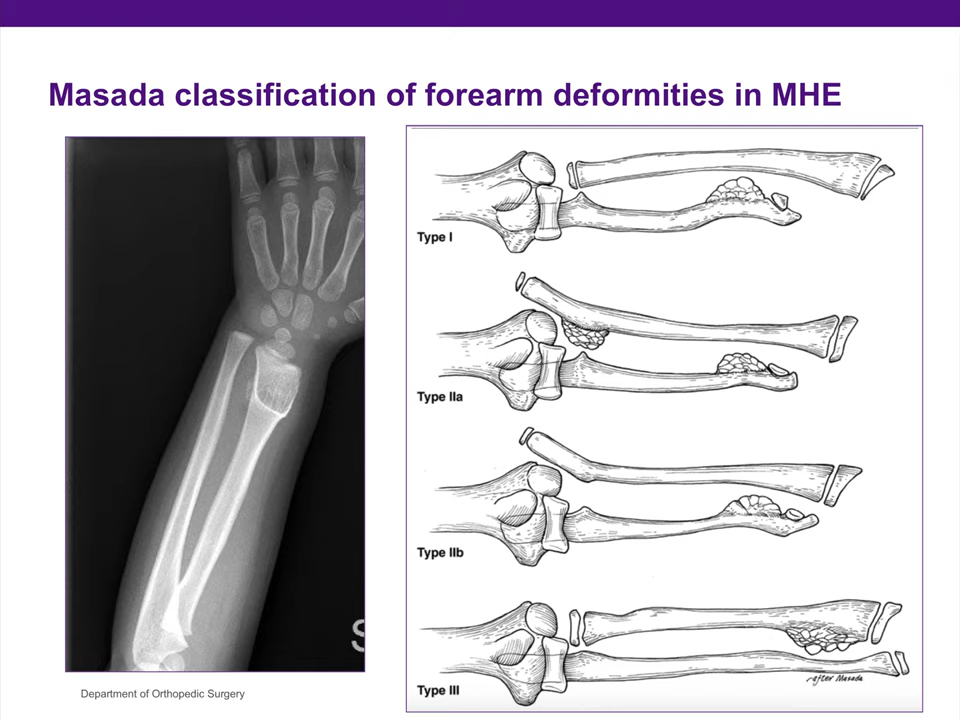 Masada classification of forearm deformities in MHE
Type I
Type IIa
Type IIb
Type III
after Masada
S
Department of Orthopedic Surgery